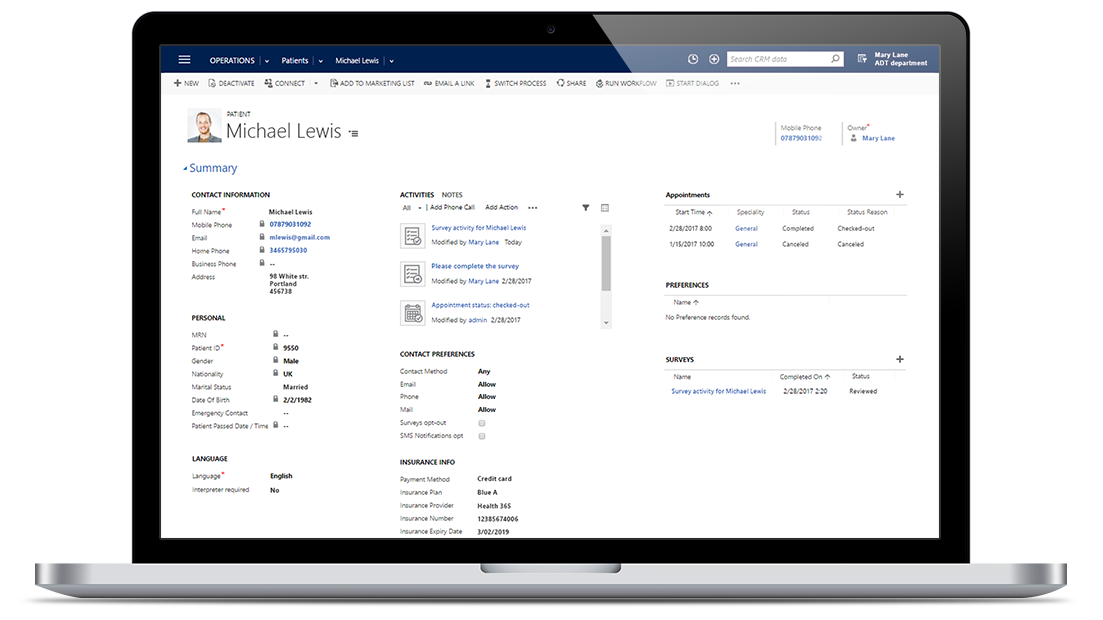 OPERATIONS Patients Michael Lewis
Search CRM data
Mary Lane
ADT department
NEW DEACTIVATE CONNECT ADD TO MARKETING LIST EMAIL A LINK SWITCH PROCESS SHARE RUN WORKFLOW START DIALOG •••
PATIENT
Michael Lewis
Mobile Phone
07879031092
Owner*
Mary Lane
Summary
CONTACT INFORMATION
Full Name* Michael Lewis
Mobile Phone 07879031092
Email mlewis@gmail.com
Home Phone 3465795030
Business Phone --
Address 98 White str.
Portland
456738
PERSONAL
MRN --
Patient ID* 9550
Gender Male
Nationality UK
Marital Status Married
Date Of Birth 2/2/1982
Emergency Contact --
Patient Passed Date / Time --
LANGUAGE
Language* English
Interpreter required No
ACTIVITIES NOTES
All | Add Phone Call Add Action •••
Survey activity for Michael Lewis
Modified by Mary Lane Today
Please complete the survey
Modified by Mary Lane 2/28/2017
Appointment status: checked-out
Modified by admin 2/28/2017
CONTACT PREFERENCES
Contact Method Any
Email Allow
Phone Allow
Mail Allow
Surveys opt-out
SMS Notifications opt
INSURANCE INFO
Payment Method Credit card
Insurance Plan Blue A
Insurance Provider Health 365
Insurance Number 12385674006
Insurance Expiry Date 3/02/2019
Appointments
Start Time Speciality Status Status Reason
2/28/2017 8:00 General Completed Checked-out
1/15/2017 10:00 General Canceled Canceled
PREFERENCES
Name
No Preference records found.
SURVEYS
Name Completed On Status
Survey activity for Michael Lewis 2/28/2017 2:20 Reviewed